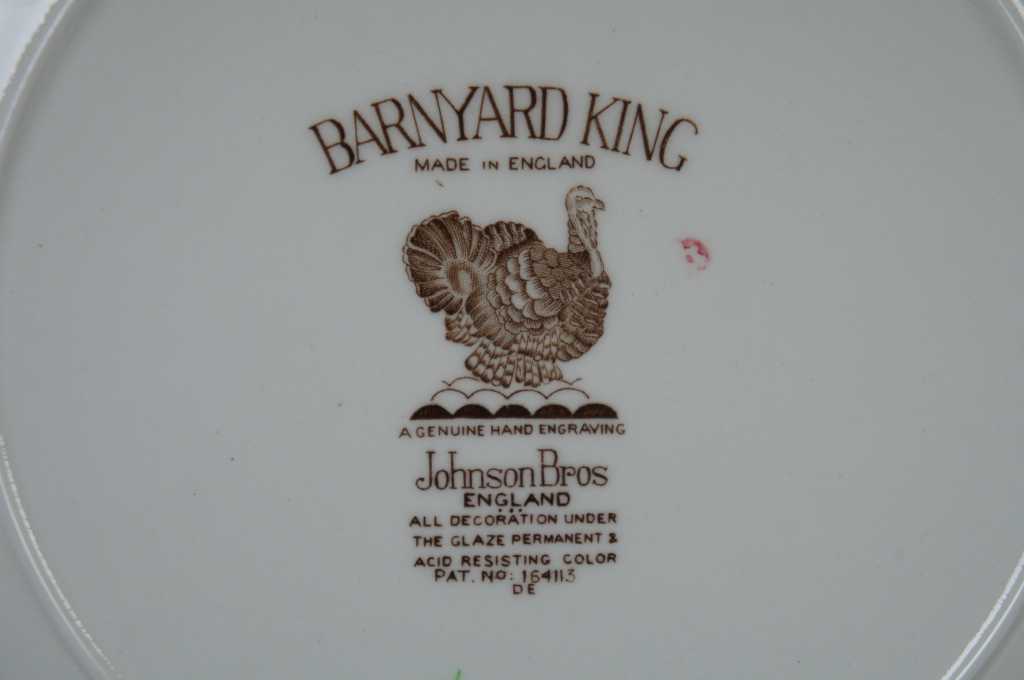 BARNYARD KING
MADE IN ENGLAND
A GENUINE HAND ENGRAVING
Johnson Bros
ENGLAND
ALL DECORATION UNDER
THE GLAZE PERMANENT &
ACID RESISTING COLOR
PAT. NO: 164113
DE